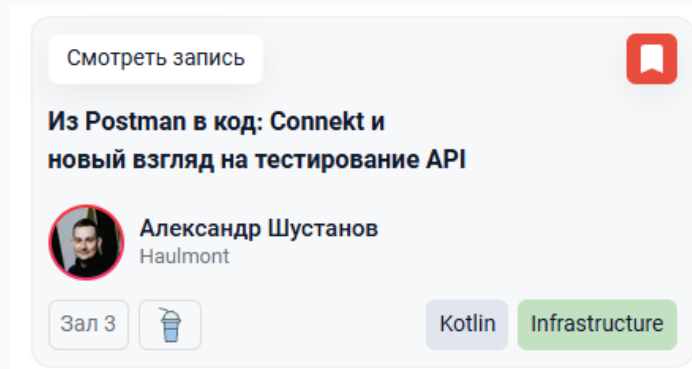 Смотреть запись
Из Postman в код: Connekt и
новый взгляд на тестирование API
Александр Шустанов
Haulmont
Зал 3
Kotlin
Infrastructure